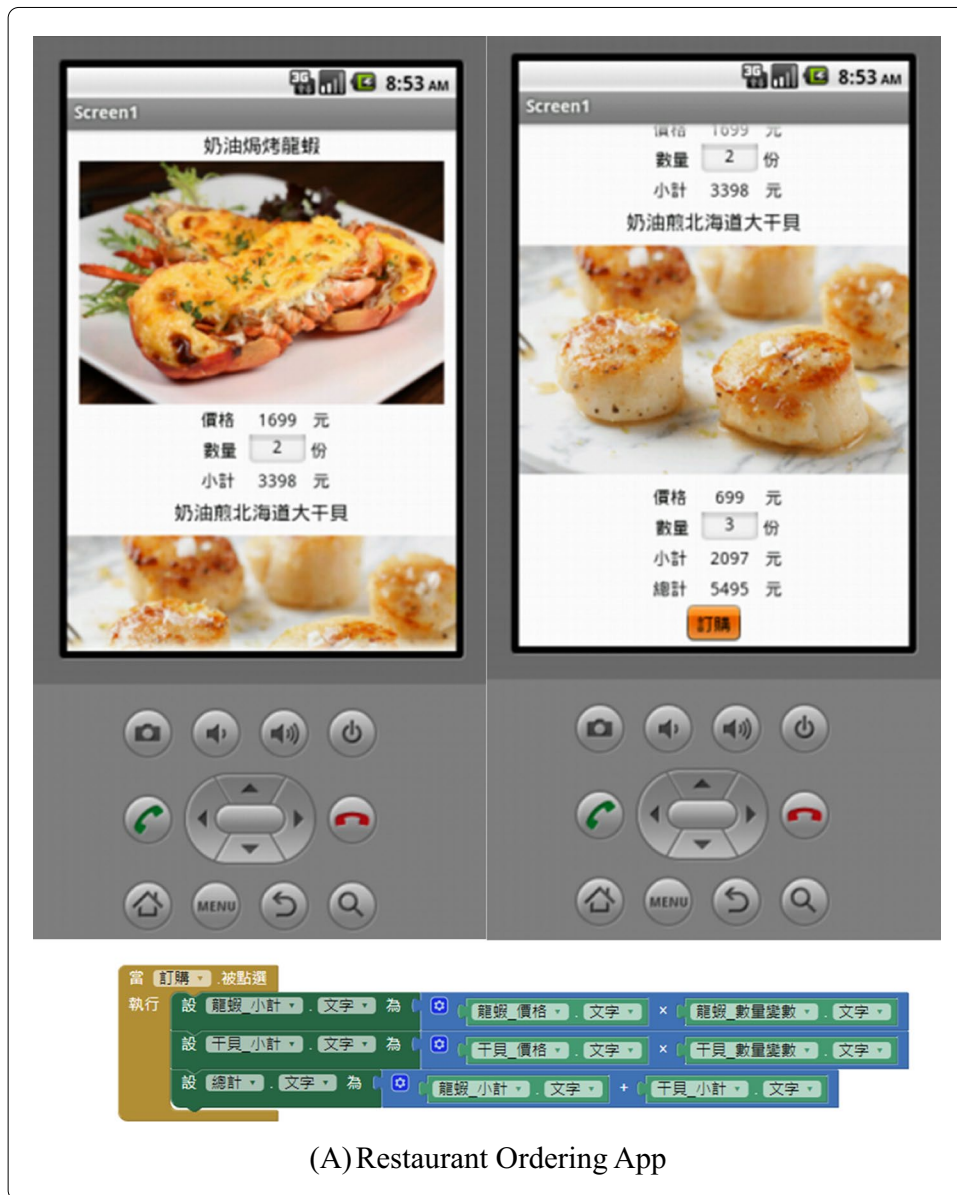 3G 8:53 AM
Screen1
奶油焗烤龍蝦
價格 1699 元
數量 2 份
小計 3398 元
奶油煎北海道大干貝
MENU
3G 8:53 AM
Screen1
價格 1699 元
數量 2 份
小計 3398 元
奶油煎北海道大干貝
價格 699 元
數量 3 份
小計 2097 元
總計 5495 元
訂購
MENU
當 訂購 .被點選
執行 設 龍蝦_小計 . 文字 為 龍蝦_價格 . 文字 × 龍蝦_數量變數 . 文字
設 干貝_小計 . 文字 為 干貝_價格 . 文字 × 干貝_數量變數 . 文字
設 總計 . 文字 為 龍蝦_小計 . 文字 + 干貝_小計 . 文字
(A) Restaurant Ordering App